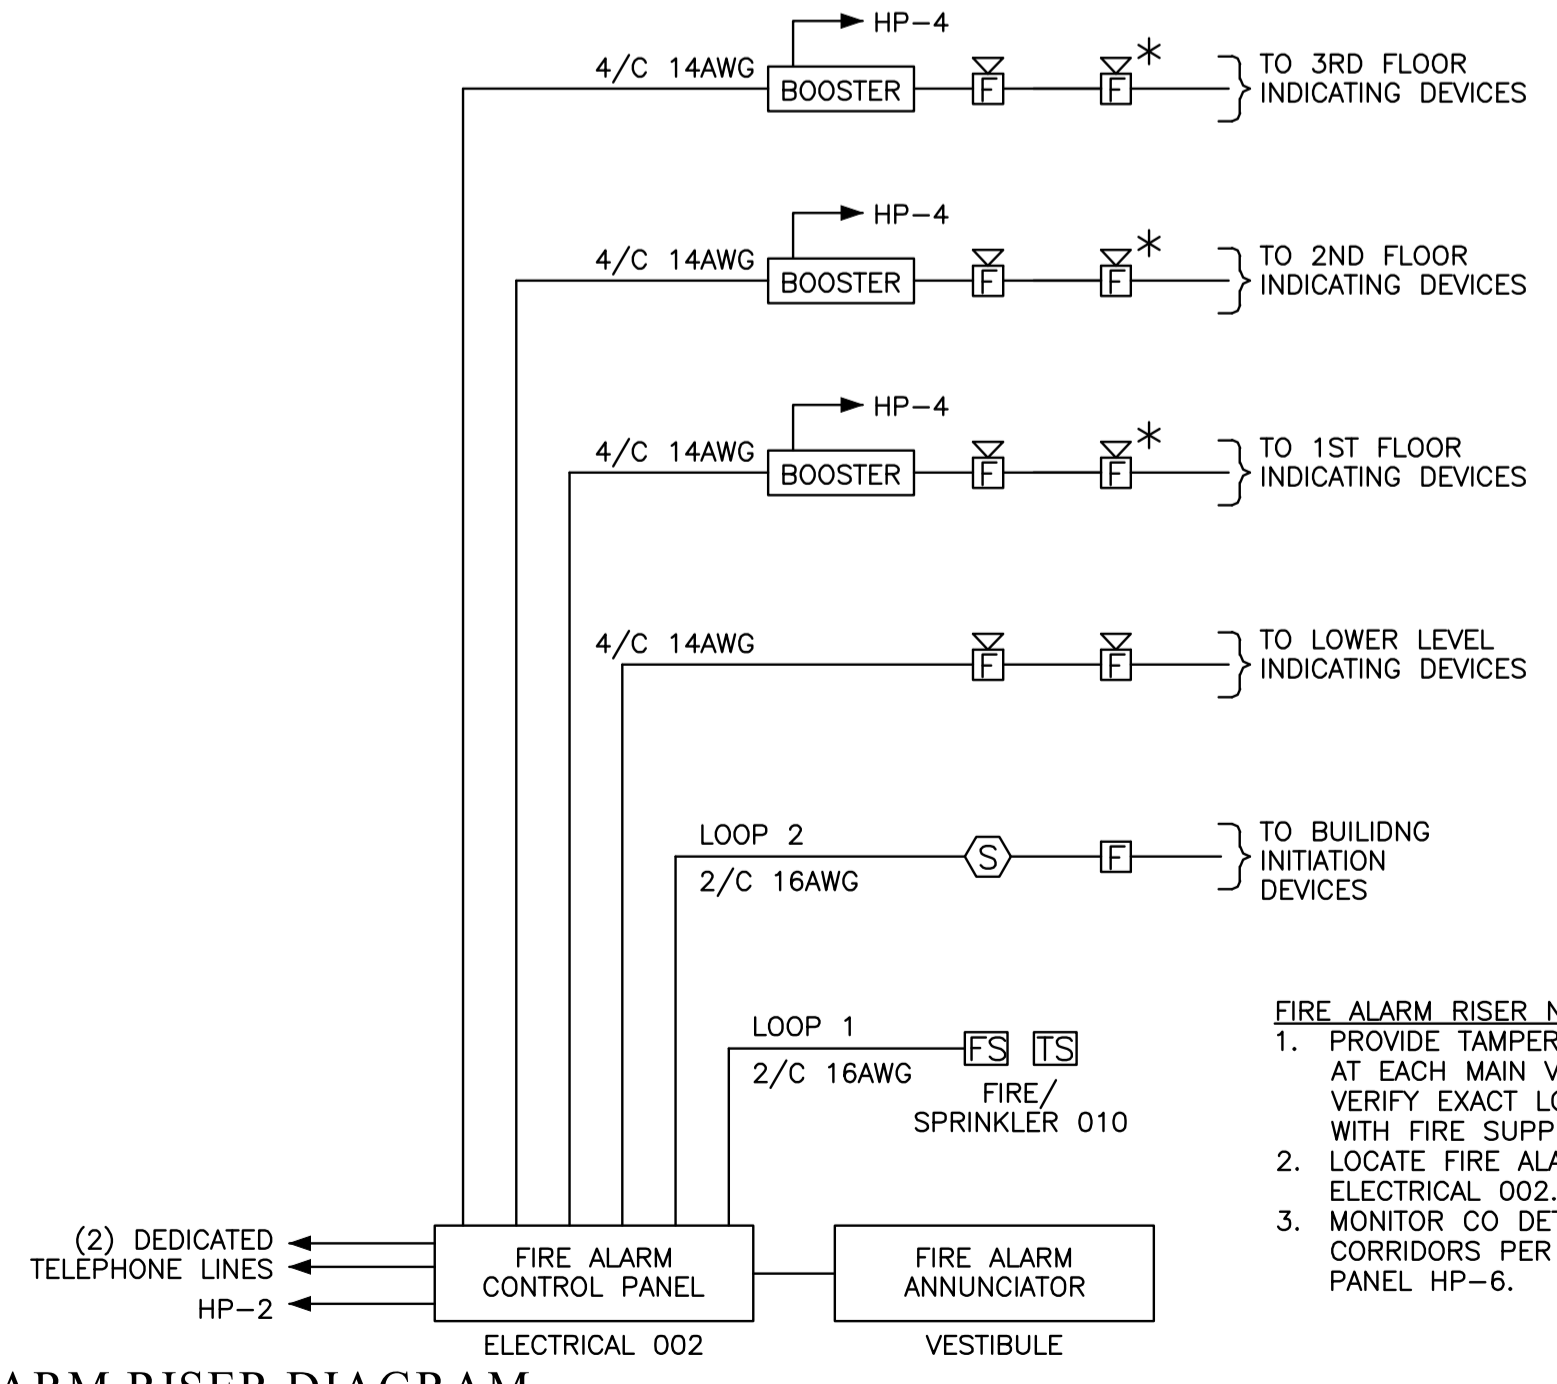 HP-4
4/C 14AWG
BOOSTER
F
F
*
TO 3RD FLOOR
INDICATING DEVICES
HP-4
4/C 14AWG
BOOSTER
F
F
*
TO 2ND FLOOR
INDICATING DEVICES
HP-4
4/C 14AWG
BOOSTER
F
F
*
TO 1ST FLOOR
INDICATING DEVICES
4/C 14AWG
F
F
TO LOWER LEVEL
INDICATING DEVICES
LOOP 2
2/C 16AWG
S
F
TO BUILIDNG
INITIATION
DEVICES
LOOP 1
2/C 16AWG
FS
TS
FIRE/
SPRINKLER 010
FIRE ALARM RISER
1. PROVIDE TAMPER
AT EACH MAIN
VERIFY EXACT
WITH FIRE
2. LOCATE FIRE
ELECTRICAL 002.
3. MONITOR CO
CORRIDORS PER
PANEL HP-6.
(2) DEDICATED
TELEPHONE LINES
HP-2
FIRE ALARM
CONTROL PANEL
ELECTRICAL 002
FIRE ALARM
ANNUNCIATOR
VESTIBULE
RISER DIAGRAM